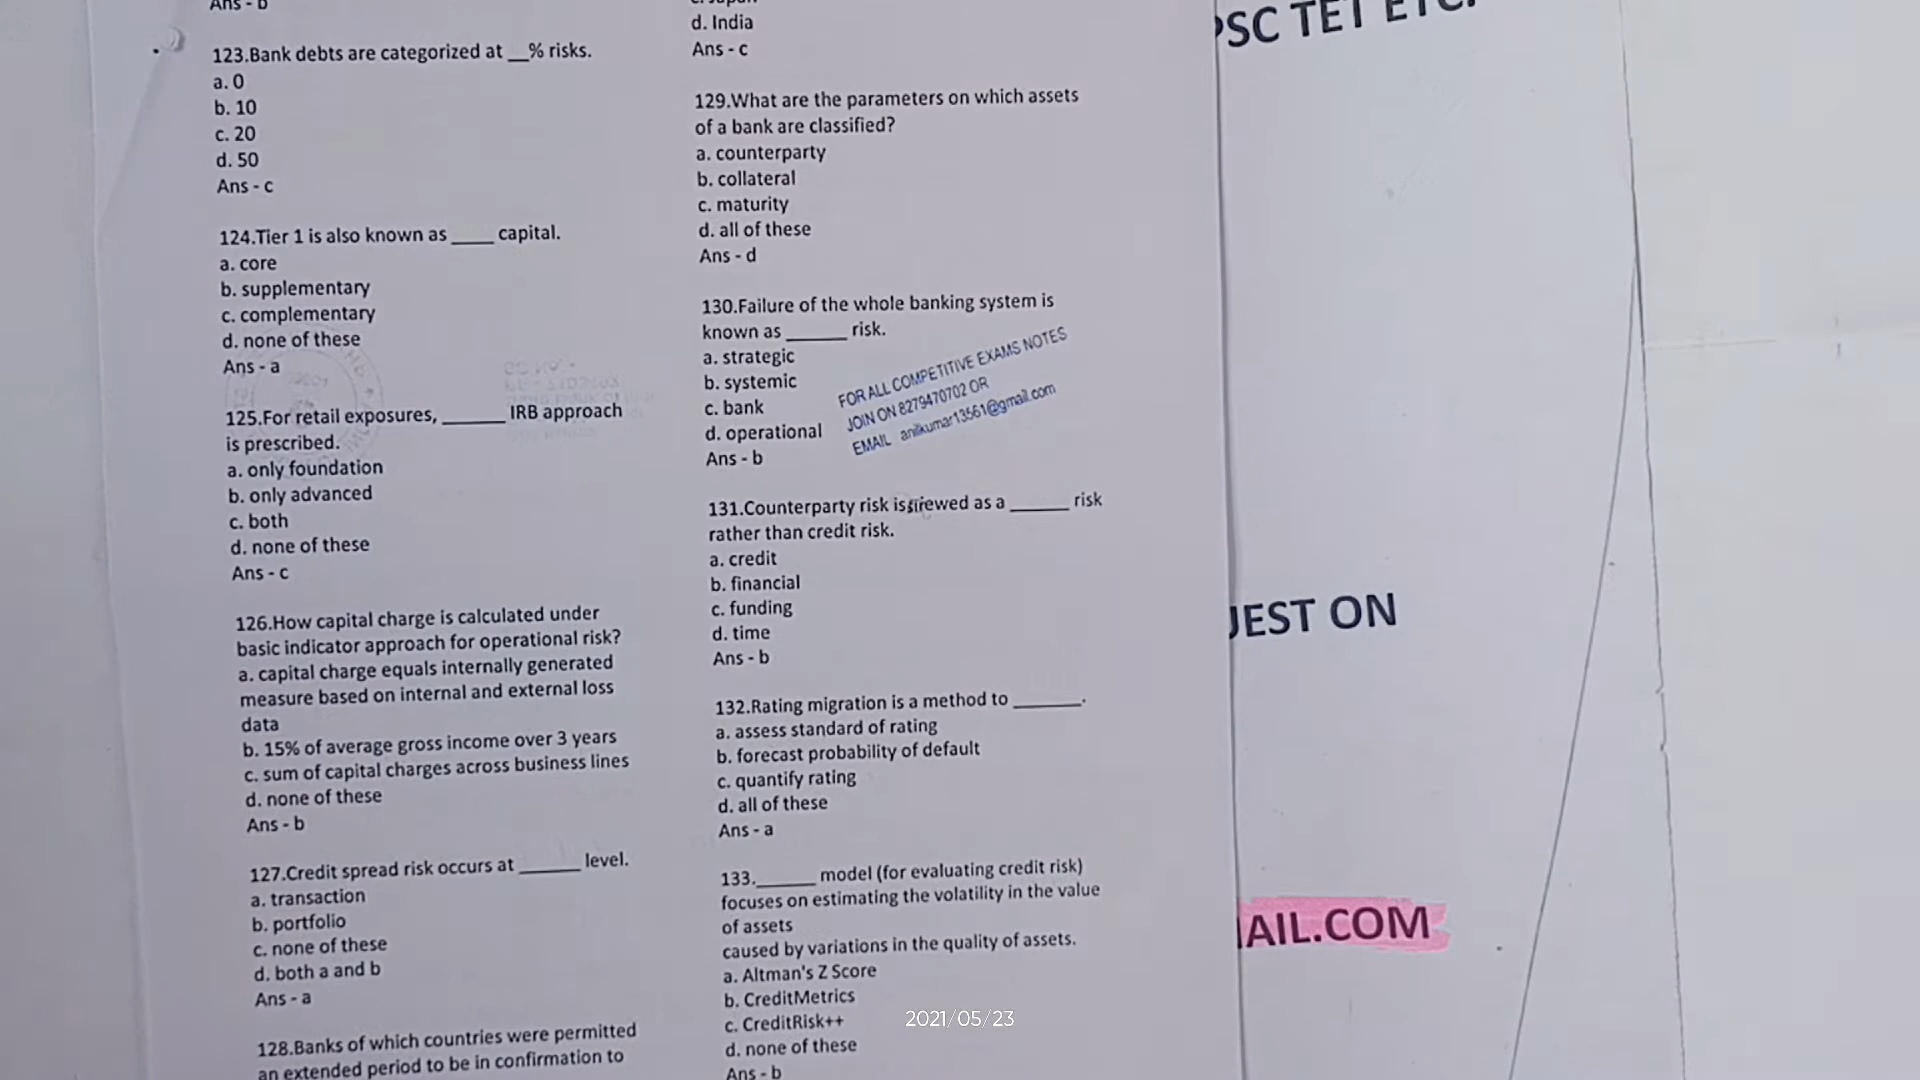 123.Bank debts are categorized at __% risks.
a. 0
b. 10
c. 20
d. 50
Ans - c
124.Tier 1 is also known as ____ capital.
a. core
b. supplementary
c. complementary
d. none of these
Ans - a
125.For retail exposures, ______ IRB approach
is prescribed.
a. only foundation
b. only advanced
c. both
d. none of these
Ans - c
126.How capital charge is calculated under
basic indicator approach for operational risk?
a. capital charge equals internally generated
measure based on internal and external loss
data
b. 15% of average gross income over 3 years
c. sum of capital charges across business lines
d. none of these
Ans - b
127.Credit spread risk occurs at ______ level.
a. transaction
b. portfolio
c. none of these
d. both a and b
Ans - a
128.Banks of which countries were permitted
an extended period to be in confirmation to
d. India
Ans - c
129.What are the parameters on which assets
of a bank are classified?
a. counterparty
b. collateral
c. maturity
d. all of these
Ans - d
130.Failure of the whole banking system is
known as ______ risk.
a. strategic
b. systemic
c. bank
d. operational
Ans - b
FOR ALL COMPETITIVE EXAMS NOTES
JOIN ON 8279470702 OR
EMAIL anilkumar13561@gmail.com
131.Counterparty risk is viewed as a ______ risk
rather than credit risk.
a. credit
b. financial
c. funding
d. time
Ans - b
132.Rating migration is a method to _______.
a. assess standard of rating
b. forecast probability of default
c. quantify rating
d. all of these
Ans - a
133.______ model (for evaluating credit risk)
focuses on estimating the volatility in the value
of assets
caused by variations in the quality of assets.
a. Altman's Z Score
b. CreditMetrics
c. CreditRisk++
d. none of these
Ans - b
PSC TET ETC.
UEST ON
AIL.COM
2021/05/23